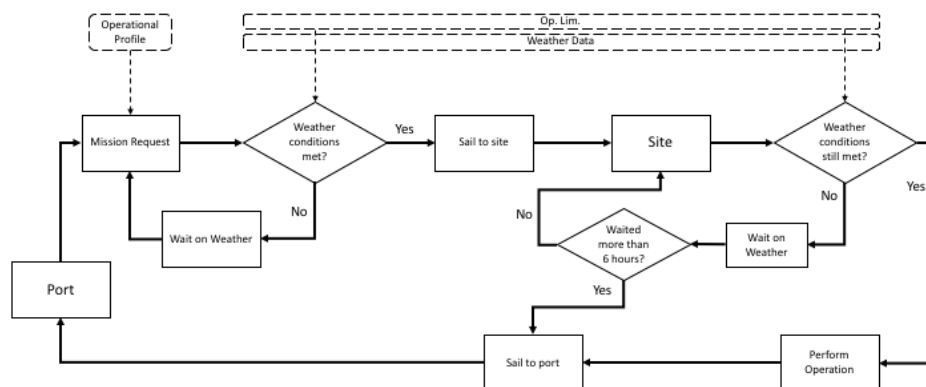 Operational
Profile
Op. Lim.
Weather Data
Mission Request
Weather
conditions
met?
Yes
Sail to site
Site
Weather
conditions
still met?
Yes
No
No
No
Wait on Weather
Waited
more than
6 hours?
Wait on
Weather
Port
Yes
Sail to port
Perform
Operation